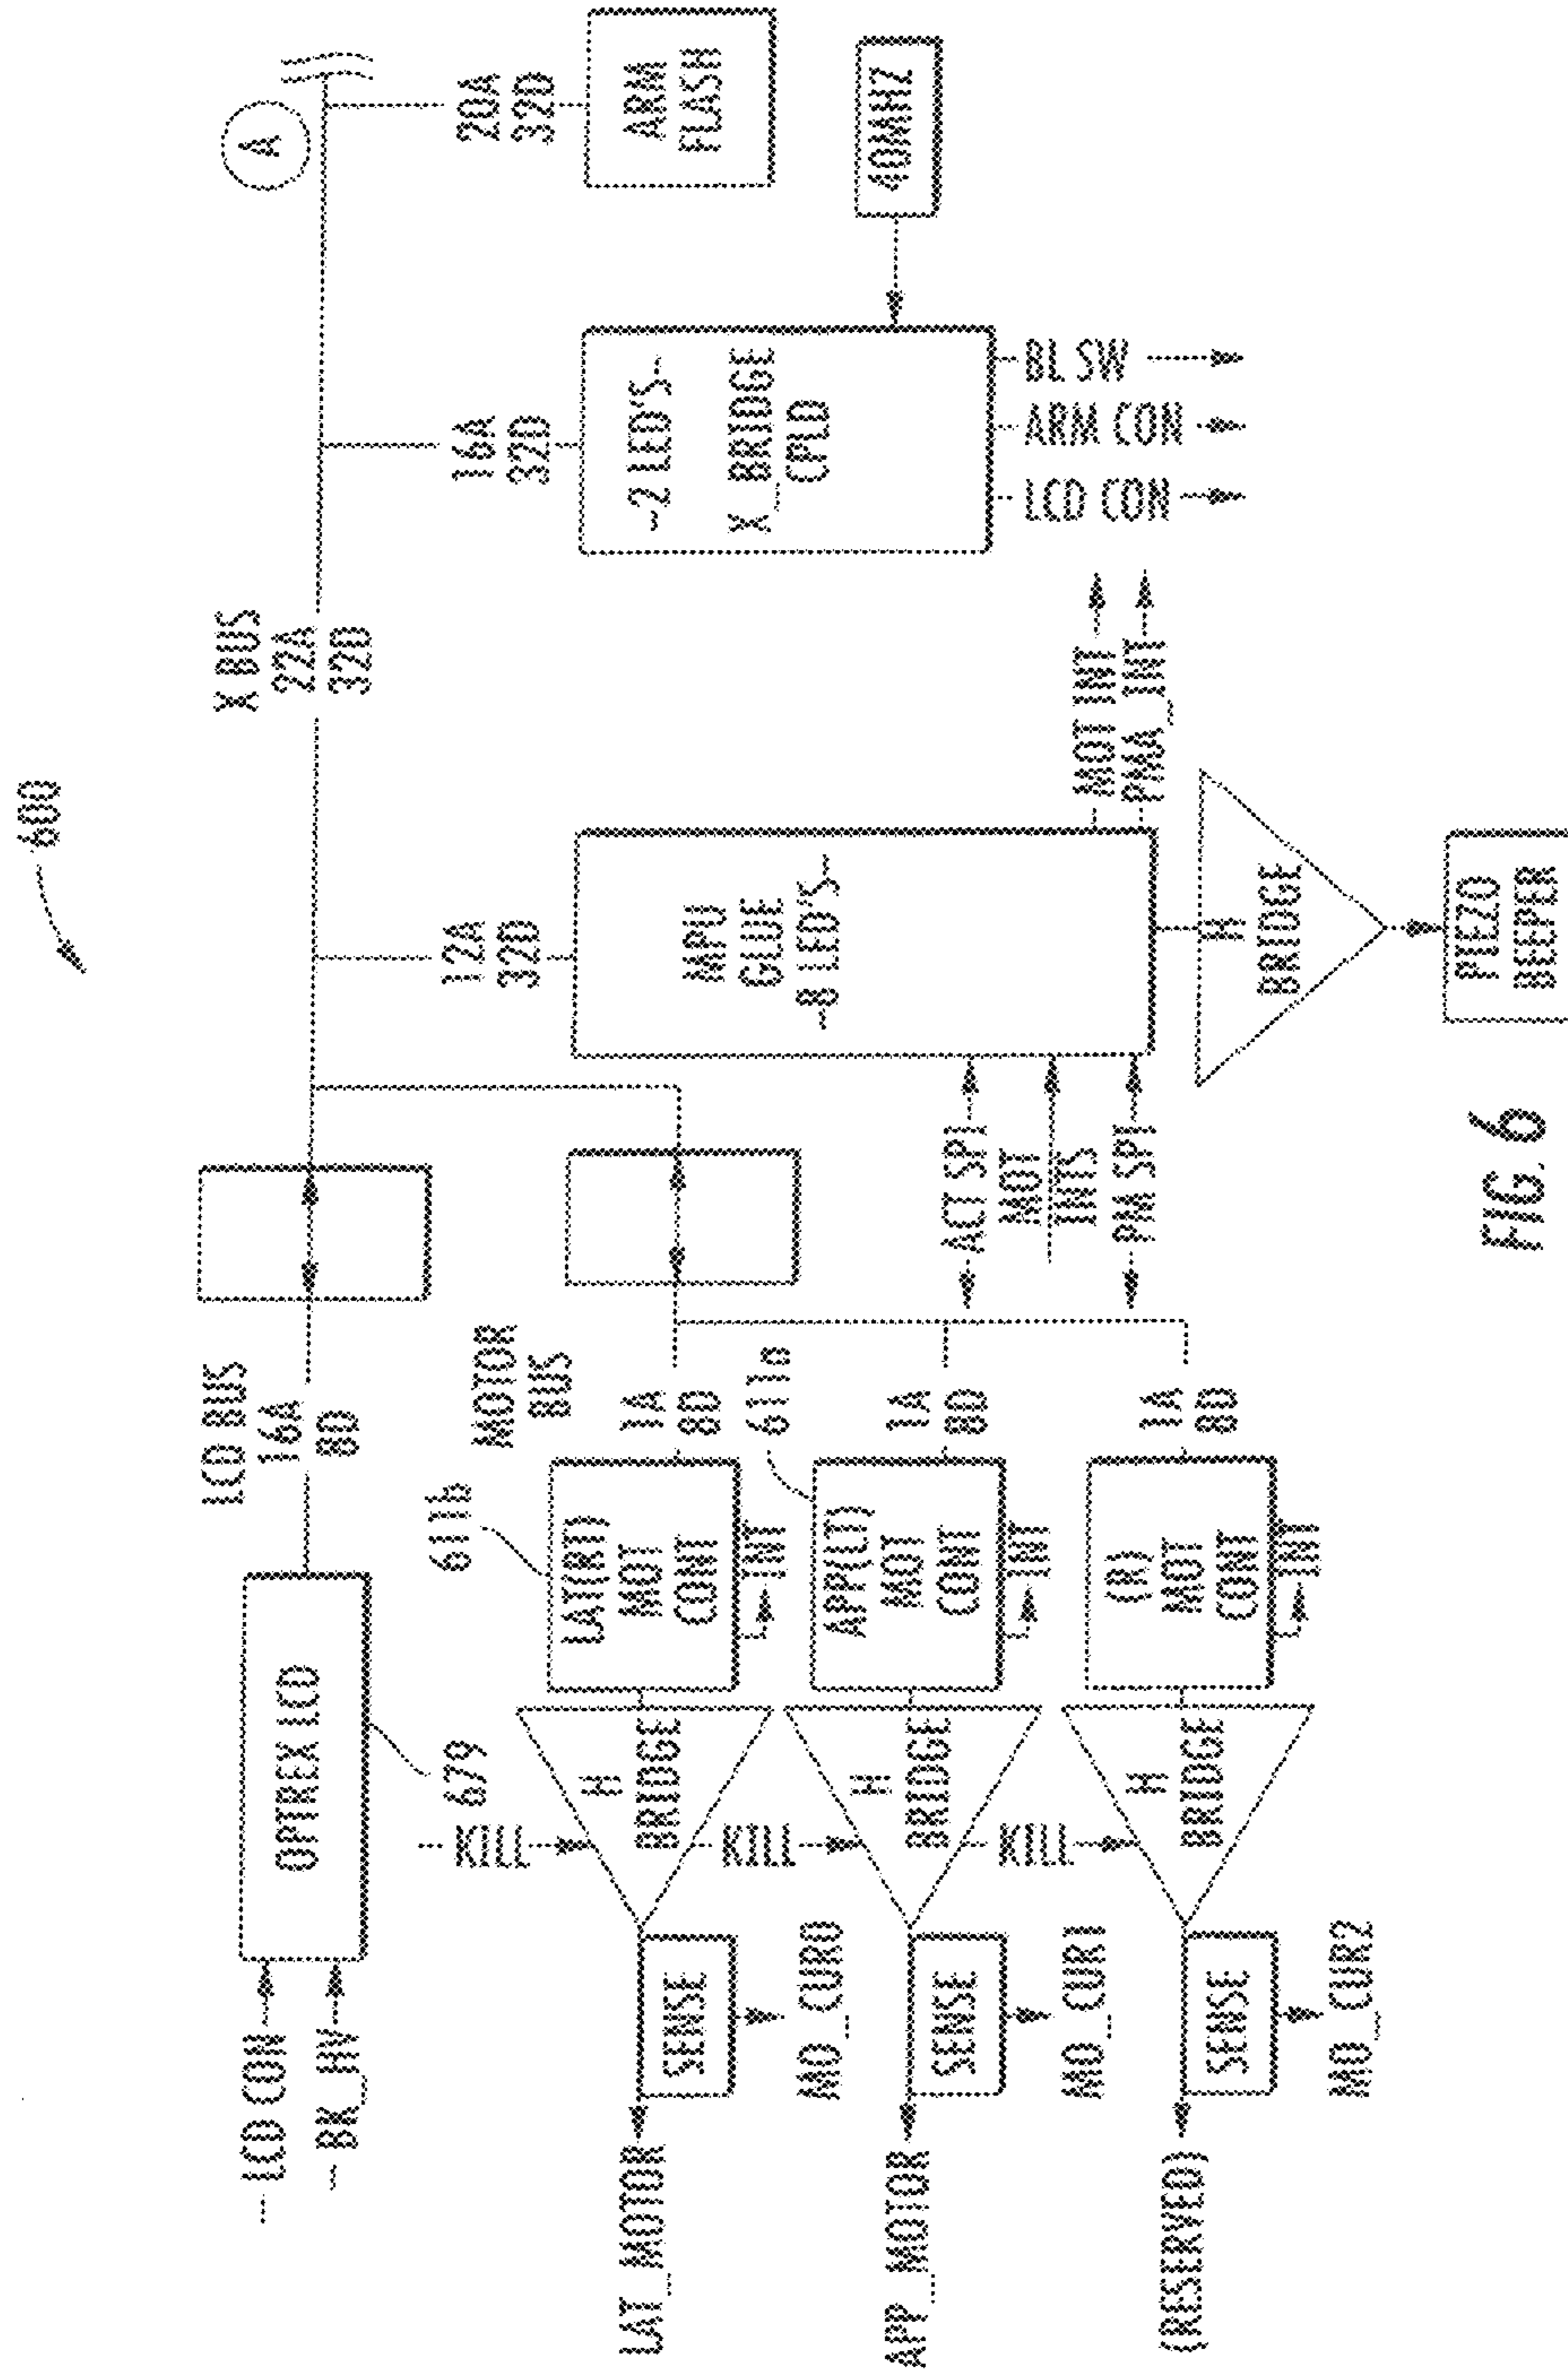 600
LCD CON
BK_HV
OPTREX LCD
679
LCD BUS
16A
8D
X BUS
22A
32D
A
20A
32D
ARM
FLASH
40MHZ
16A
32D
-2 LED'S-
X_BRIDGE
CPLD
LCD CON
ARM CON
BL SW
12A
32D
MPU
GLUE
-8 LED'S-
MOT INT
PMA_INT
H
BRIDGE
PIEZO
BEEPER
ACT SPI
MOT
INTS
PM SPI
MOTOR
BUS
1A
8D
611b
LAT(RT)
MOT
CONT
INT
H
BRIDGE
KILL
SENSE
MO_CUR0
LAT_MOTOR
1A
8D
611a
APP(LT)
MOT
CONT
INT
H
BRIDGE
KILL
SENSE
MO_CUR1
APP_MOTOR
1A
8D
(R)
MOT
CONT
INT
H
BRIDGE
KILL
SENSE
MO_CUR2
(RESERVED)
FIG. 6